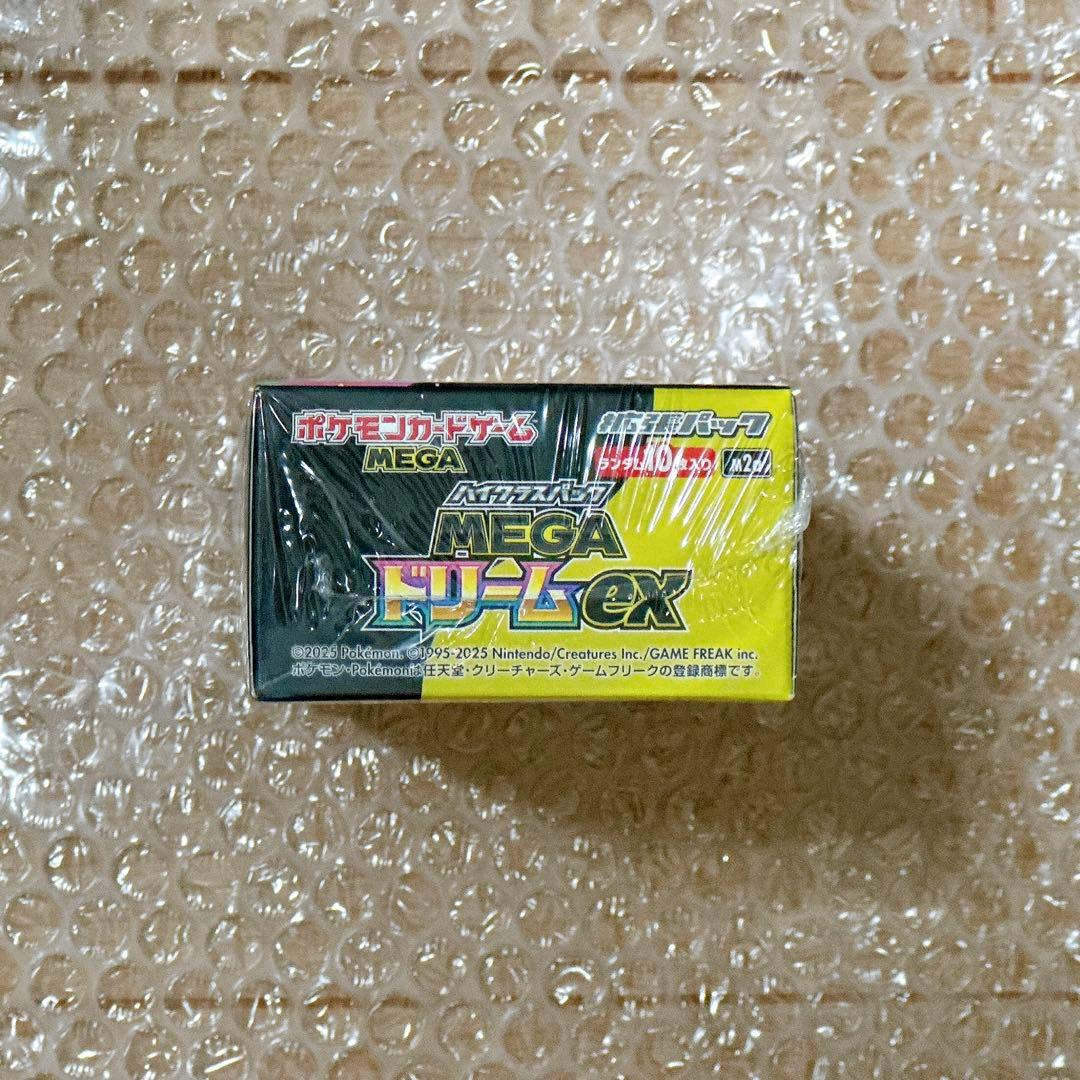 ポケモンカードゲーム
MEGA
拡張パック
ランダム10枚入り M2a
ハイクラスパック
MEGA
ドリームex
©2025 Pokémon. ©1995-2025 Nintendo/Creatures Inc./GAME FREAK inc.
ポケモン・Pokémonは任天堂・クリーチャーズ・ゲームフリークの登録商標です。